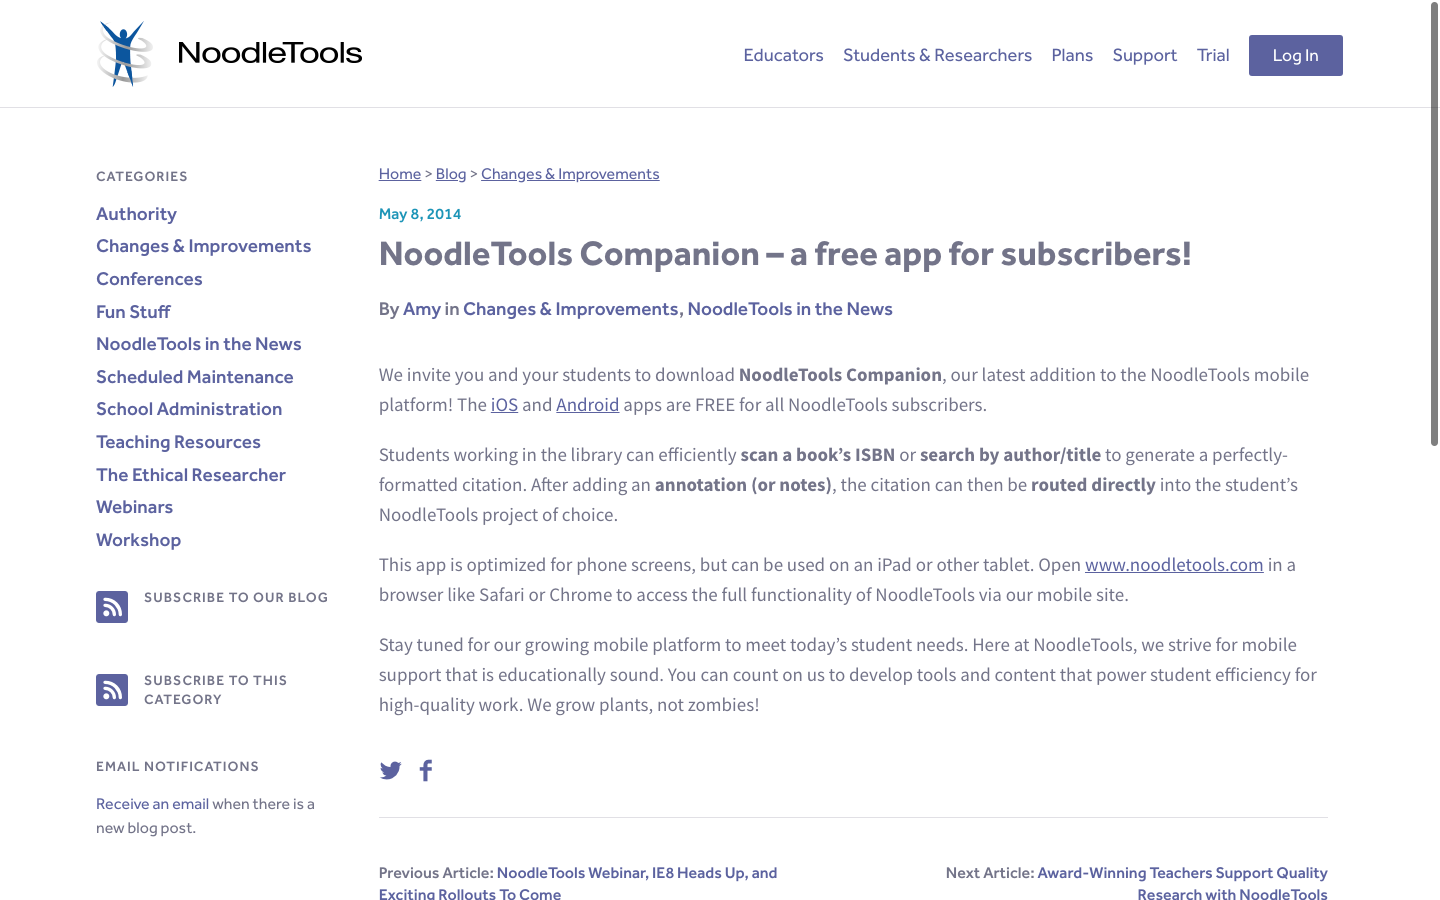 NoodleTools
Educators Students & Researchers Plans Support Trial Log In
CATEGORIES
Authority
Changes & Improvements
Conferences
Fun Stuff
NoodleTools in the News
Scheduled Maintenance
School Administration
Teaching Resources
The Ethical Researcher
Webinars
Workshop
SUBSCRIBE TO OUR BLOG
SUBSCRIBE TO THIS
CATEGORY
EMAIL NOTIFICATIONS
Receive an email when there is a
new blog post.
Home > Blog > Changes & Improvements
May 8, 2014
NoodleTools Companion – a free app for subscribers!
By Amy in Changes & Improvements, NoodleTools in the News
We invite you and your students to download NoodleTools Companion, our latest addition to the NoodleTools mobile
platform! The iOS and Android apps are FREE for all NoodleTools subscribers.
Students working in the library can efficiently scan a book’s ISBN or search by author/title to generate a perfectly-
formatted citation. After adding an annotation (or notes), the citation can then be routed directly into the student’s
NoodleTools project of choice.
This app is optimized for phone screens, but can be used on an iPad or other tablet. Open www.noodletools.com in a
browser like Safari or Chrome to access the full functionality of NoodleTools via our mobile site.
Stay tuned for our growing mobile platform to meet today’s student needs. Here at NoodleTools, we strive for mobile
support that is educationally sound. You can count on us to develop tools and content that power student efficiency for
high-quality work. We grow plants, not zombies!
Previous Article: NoodleTools Webinar, IE8 Heads Up, and
Exciting Rollouts To Come
Next Article: Award-Winning Teachers Support Quality
Research with NoodleTools